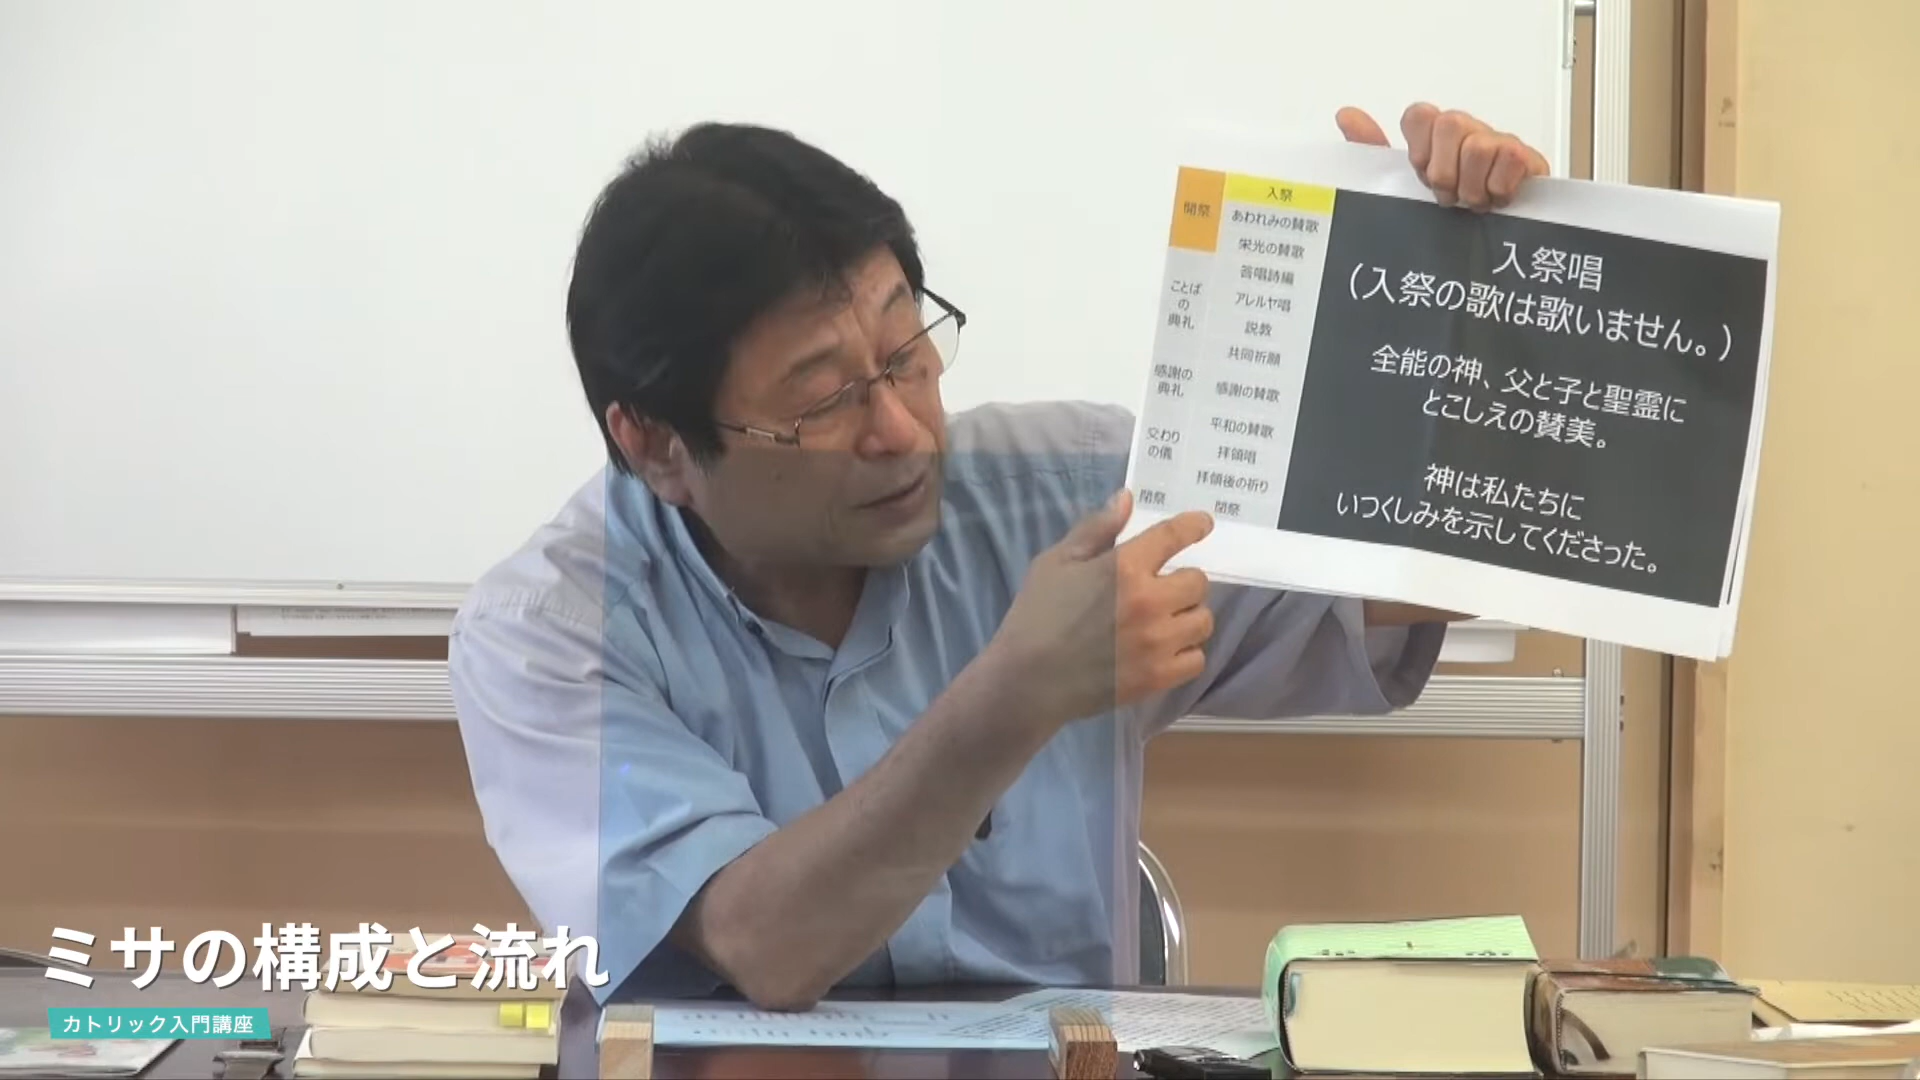 開祭
入祭
あわれみの賛歌
栄光の賛歌
ことば
の
典礼
答唱詩編
アレルヤ唱
説教
共同祈願
感謝の
典礼
感謝の賛歌
交わり
の儀
平和の賛歌
拝領唱
拝領後の祈り
閉祭
閉祭
入祭唱
(入祭の歌は歌いません。)
全能の神、父と子と聖霊に
とこしえの賛美。
神は私たちに
いつくしみを示してくださった。
ミサの構成と流れ
カトリック入門講座